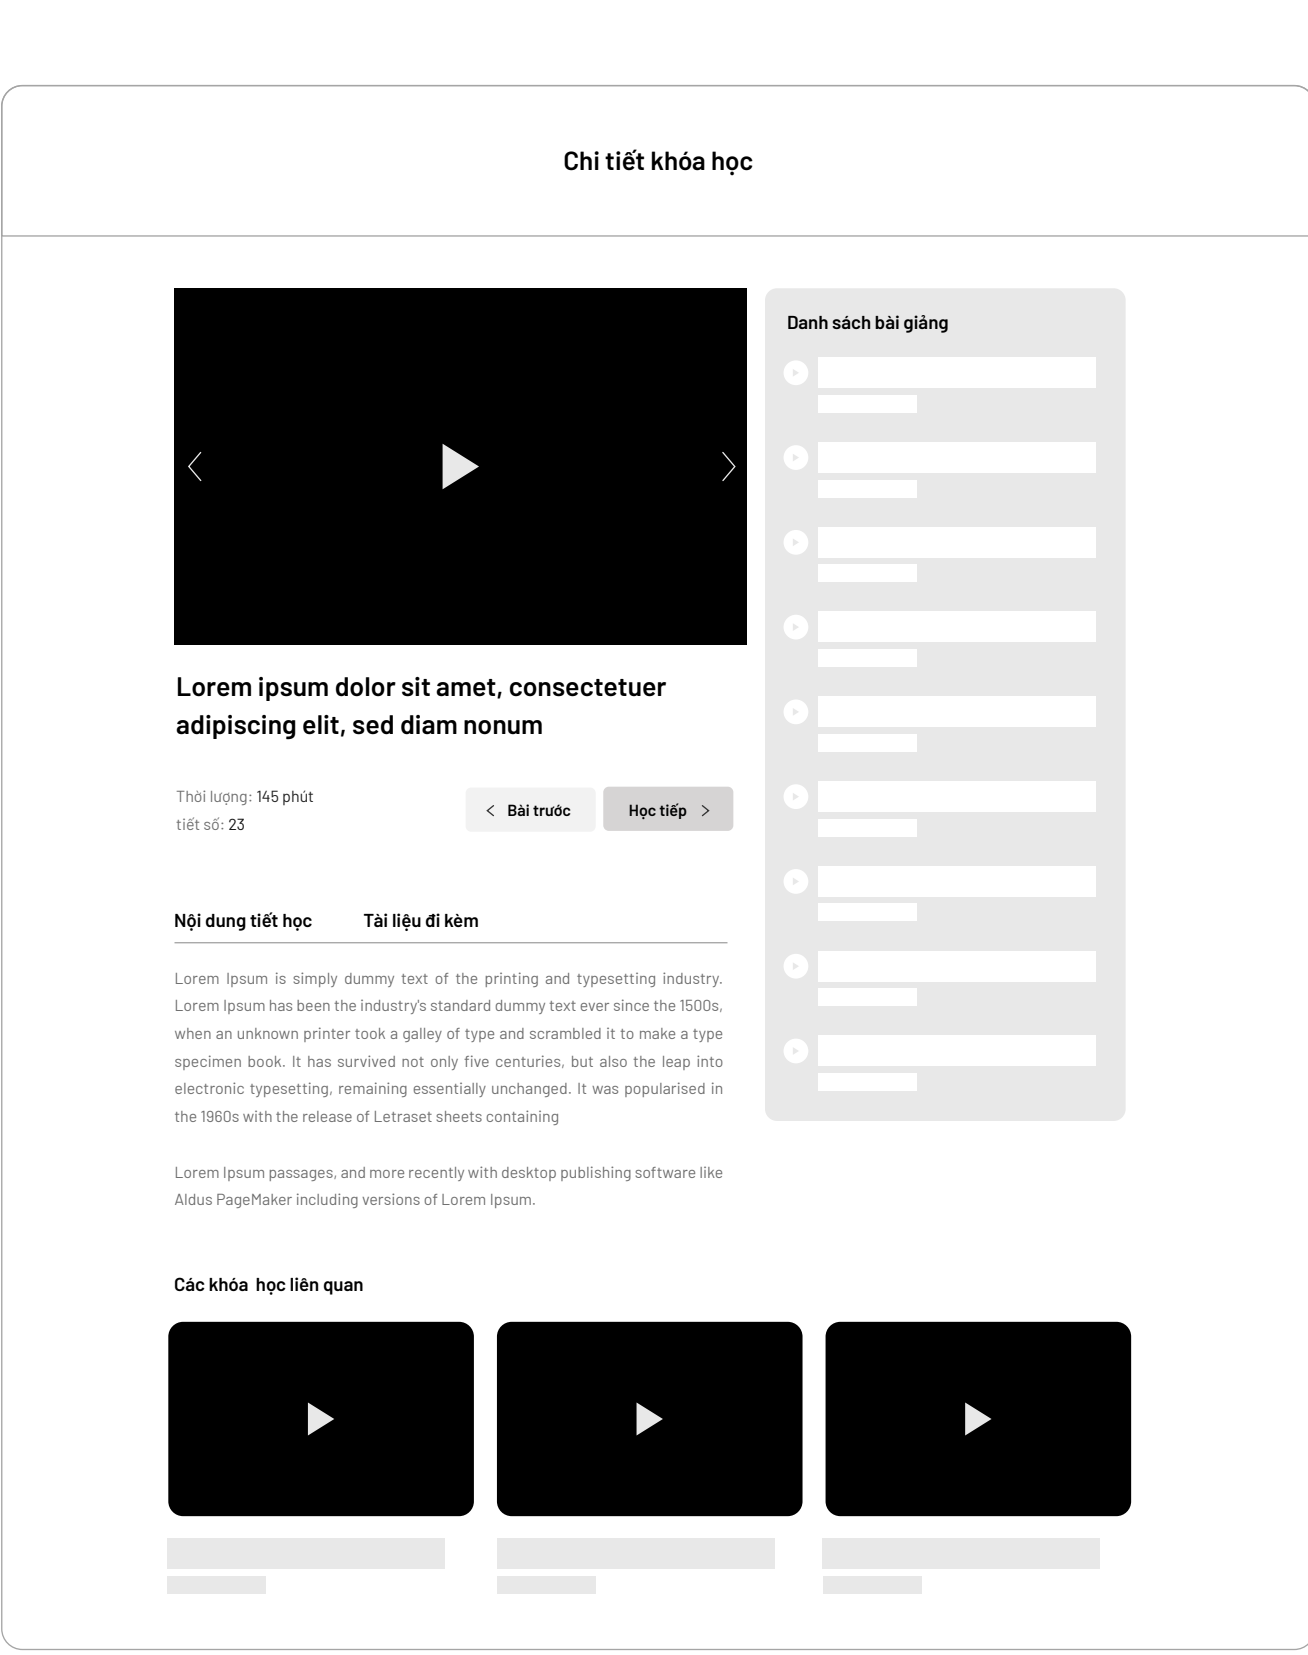 Chi tiết khóa học
Danh sách bài giảng
Lorem ipsum dolor sit amet, consectetuer
adipiscing elit, sed diam nonum
Thời lượng: 145 phút
tiết số: 23
Bài trước
Học tiếp
Nội dung tiết học
Tài liệu đi kèm
Lorem Ipsum is simply dummy text of the printing and typesetting industry.
Lorem Ipsum has been the industry's standard dummy text ever since the 1500s,
when an unknown printer took a galley of type and scrambled it to make a type
specimen book. It has survived not only five centuries, but also the leap into
electronic typesetting, remaining essentially unchanged. It was popularised in
the 1960s with the release of Letraset sheets containing
Lorem Ipsum passages, and more recently with desktop publishing software like
Aldus PageMaker including versions of Lorem Ipsum.
Các khóa  học liên quan